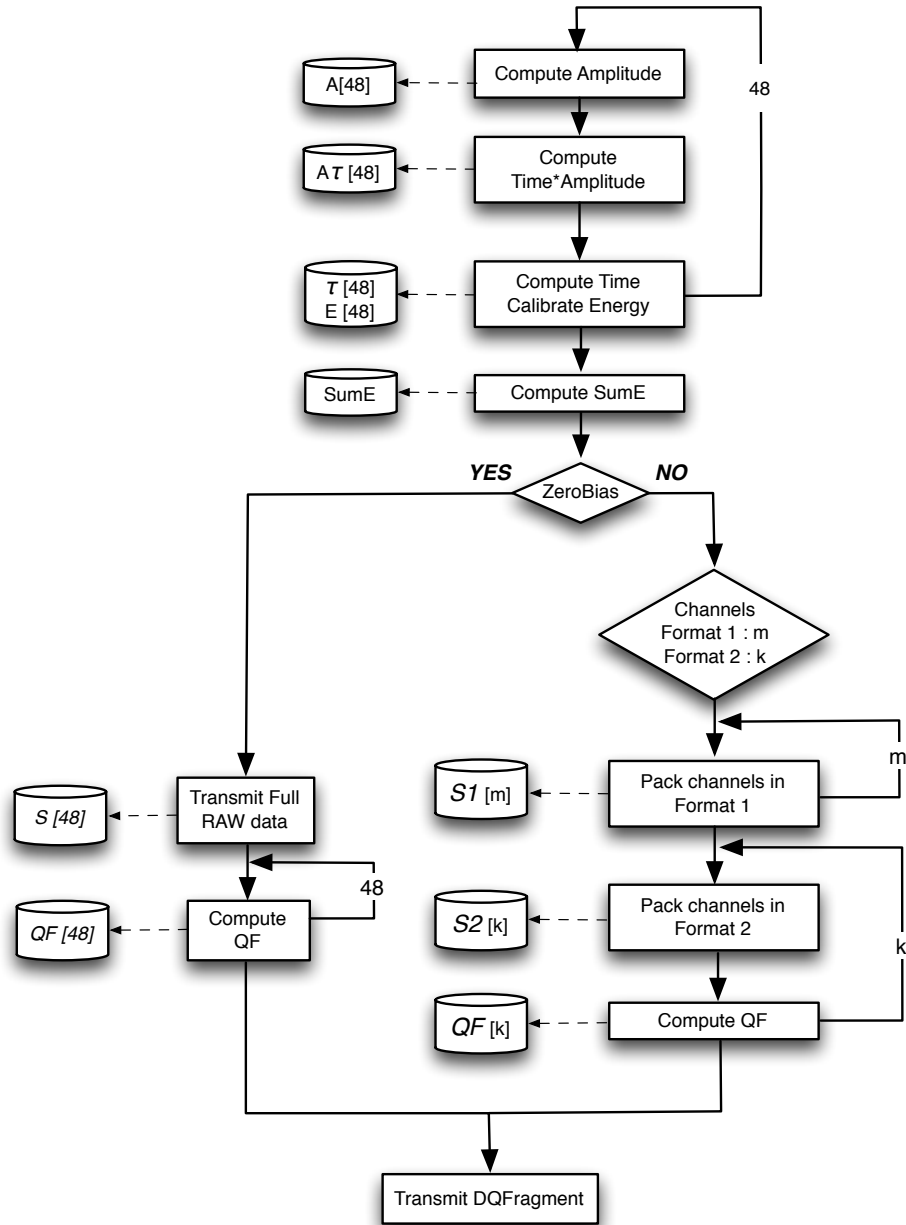 Compute Amplitude
A[48]
48
Compute
Time*Amplitude
Aτ [48]
Compute Time
Calibrate Energy
τ [48]
E [48]
Compute SumE
SumE
YES
NO
ZeroBias
Channels
Format 1 : m
Format 2 : k
Transmit Full
RAW data
S [48]
48
Compute
QF
QF [48]
Pack channels in
Format 1
S1 [m]
m
Pack channels in
Format 2
S2 [k]
k
Compute QF
QF [k]
Transmit DQFragment